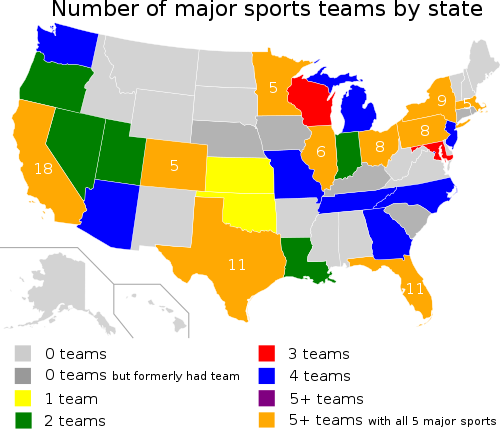 Number of major sports teams by state
5
9
5
18
5
6
8
8
11
11
0 teams
0 teams but formerly had team
1 team
2 teams
3 teams
4 teams
5+ teams
5+ teams with all 5 major sports